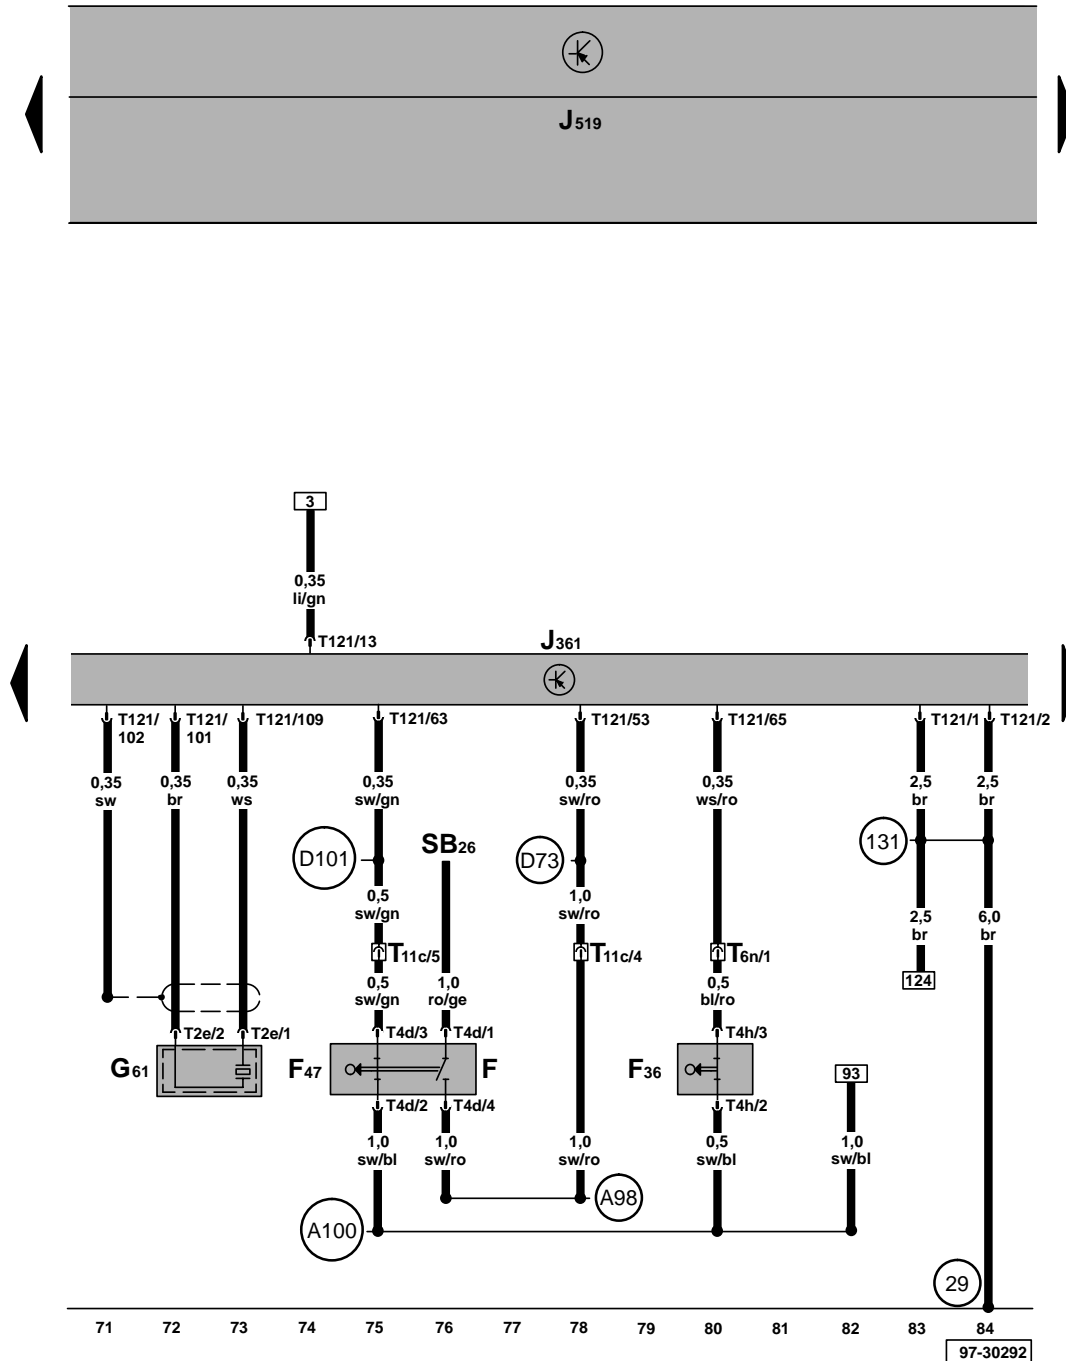 J519
3
0,35
li/gn
T121/13
J361
T121/
102
T121/
101
T121/109
T121/63
T121/53
T121/65
T121/1
T121/2
0,35
sw
0,35
br
0,35
ws
0,35
sw/gn
0,35
sw/ro
0,35
ws/ro
2,5
br
2,5
br
D101
SB26
D73
131
0,5
sw/gn
1,0
sw/ro
2,5
br
6,0
br
T11c/5
T11c/4
T6n/1
124
0,5
sw/gn
1,0
ro/ge
0,5
bl/ro
T2e/2
T2e/1
T4d/3
T4d/1
T4h/3
G61
F47
F
F36
93
T4d/2
T4d/4
T4h/2
1,0
sw/bl
1,0
sw/ro
1,0
sw/ro
0,5
sw/bl
1,0
sw/bl
A98
A100
29
71 72 73 74 75 76 77 78 79 80 81 82 83 84
97-30292